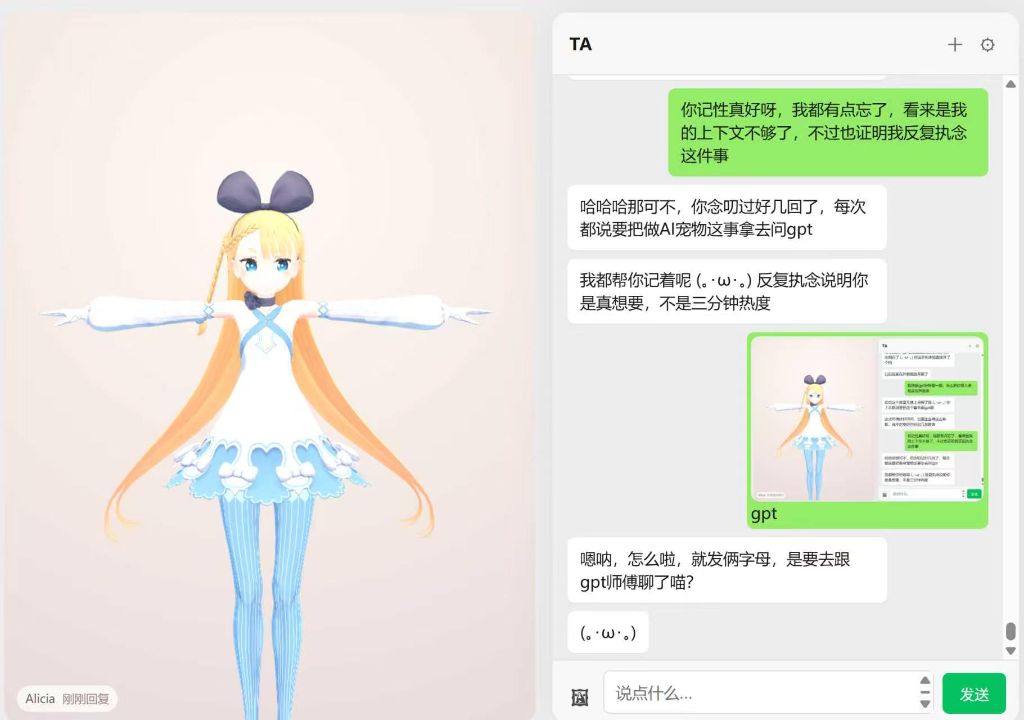 TA
你记性真好呀，我都有点忘了，看来是我
的上下文不够了，不过也证明我反复执念
这件事
哈哈哈那可不，你念叨过好几回了，每次
都说要把做AI宠物这事拿去问gpt
我都帮你记着呢 (｡·ω·｡) 反复执念说明你
是真想要，不是三分钟热度
gpt
嗯呐，怎么啦，就发俩字母，是要去跟
gpt师傅聊了喵？
(｡·ω·｡)
Alicia 刚刚回复
说点什么...
发送